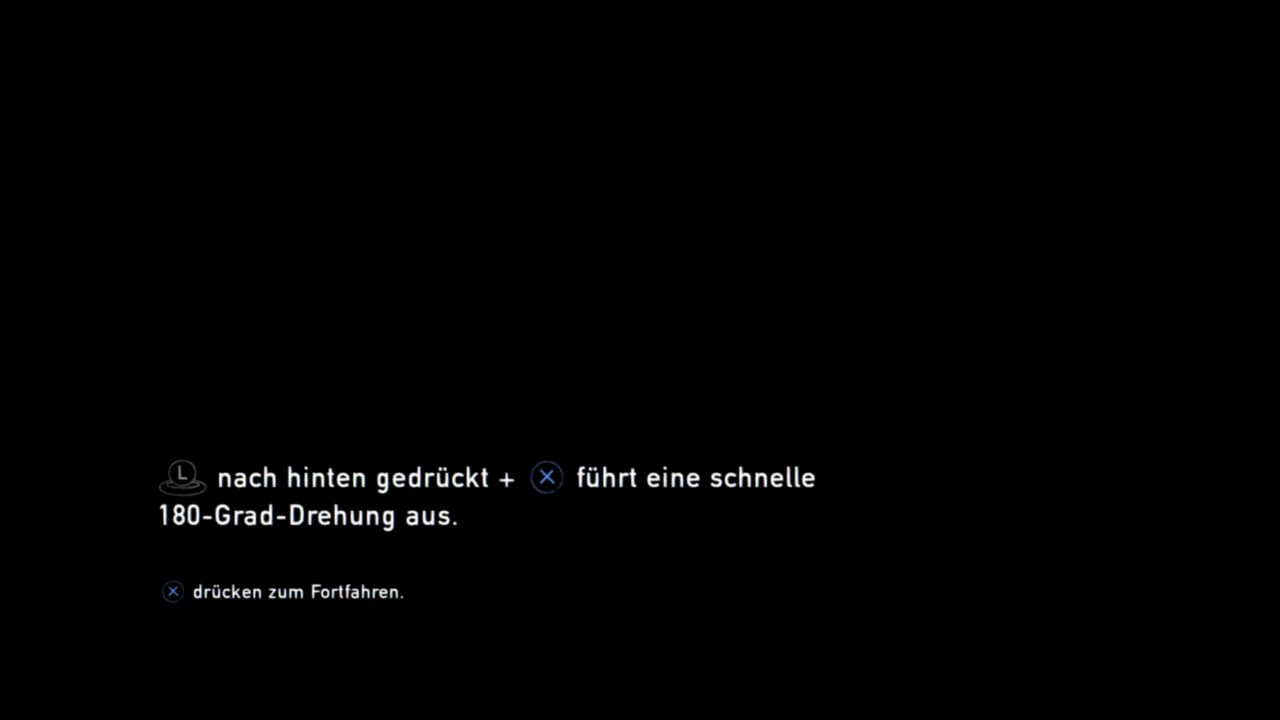 L nach hinten gedrückt + X führt eine schnelle
180-Grad-Drehung aus.
X drücken zum Fortfahren.